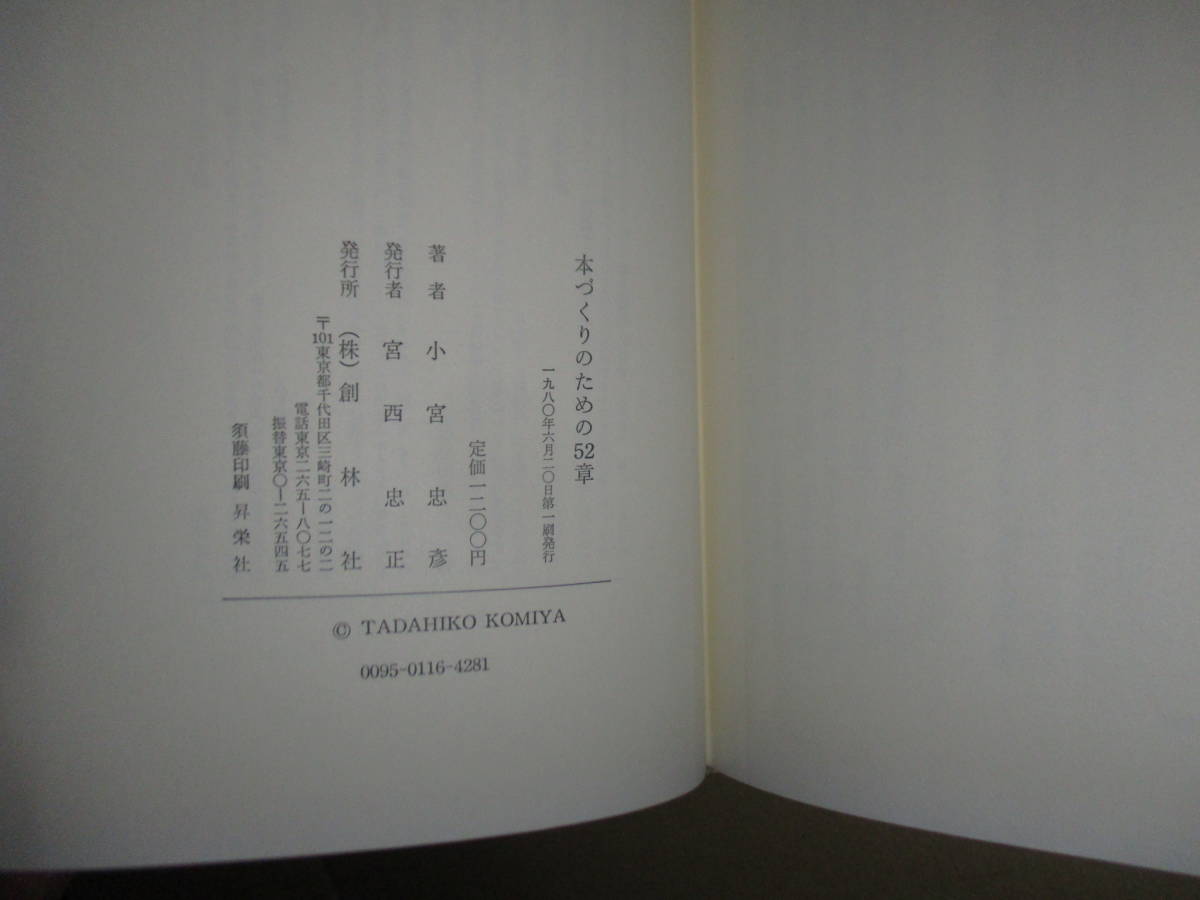 本づくりのための52章
一九八〇年六月二〇日第一刷発行
定価一二〇〇円
著者 小宮忠彦
発行者 宮西忠正
発行所 (株)創林社
〒101東京都千代田区三崎町二の一二の二
電話東京二六五―八〇七七
振替東京〇―二六五四五
須藤印刷 昇栄社
© TADAHIKO KOMIYA
0095-0116-4281